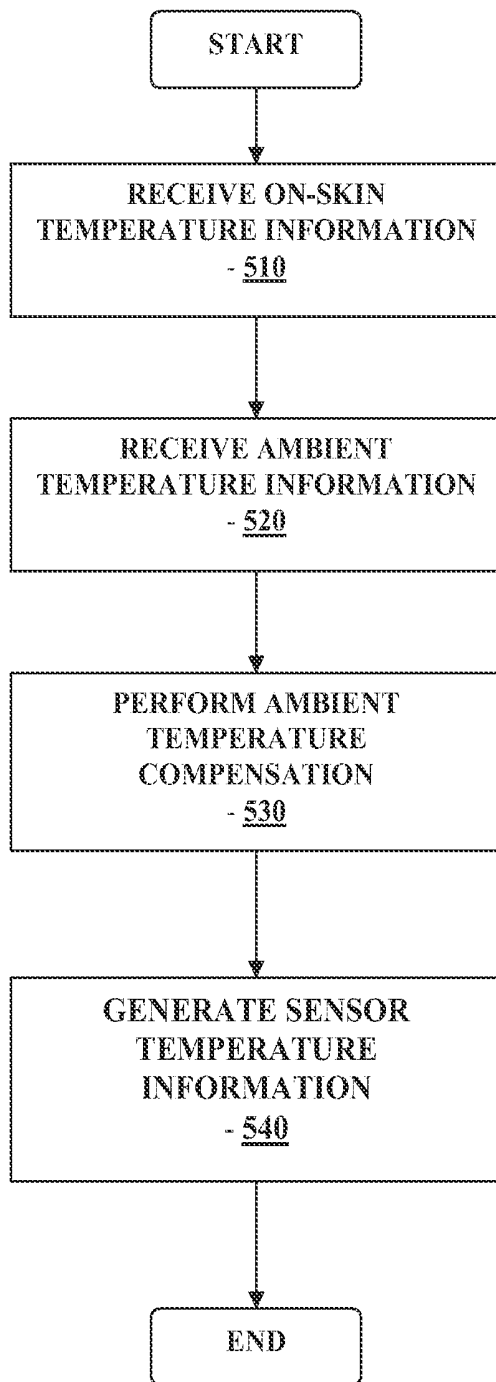 START
RECEIVE ON-SKIN
TEMPERATURE INFORMATION
- 510
RECEIVE AMBIENT
TEMPERATURE INFORMATION
- 520
PERFORM AMBIENT
TEMPERATURE
COMPENSATION
- 530
GENERATE SENSOR
TEMPERATURE
INFORMATION
- 540
END